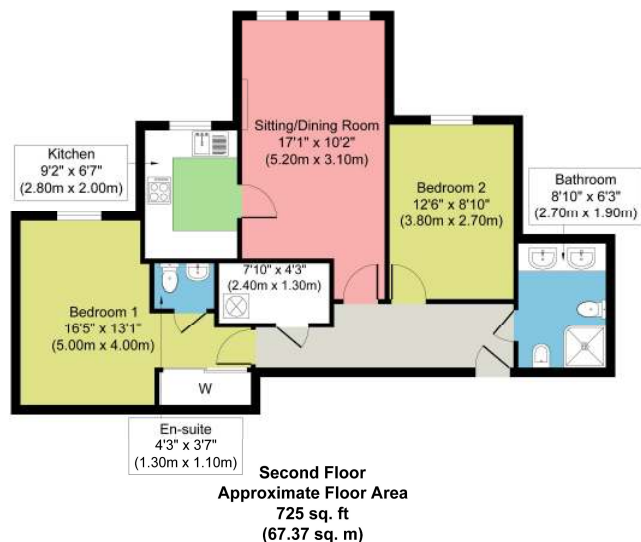 Kitchen
9'2" x 6'7"
(2.80m x 2.00m)
Sitting/Dining Room
17'1" x 10'2"
(5.20m x 3.10m)
Bedroom 2
12'6" x 8'10"
(3.80m x 2.70m)
Bathroom
8'10" x 6'3"
(2.70m x 1.90m)
7'10" x 4'3"
(2.40m x 1.30m)
Bedroom 1
16'5" x 13'1"
(5.00m x 4.00m)
W
En-suite
4'3" x 3'7"
(1.30m x 1.10m)
Second Floor
Approximate Floor Area
725 sq. ft
(67.37 sq. m)